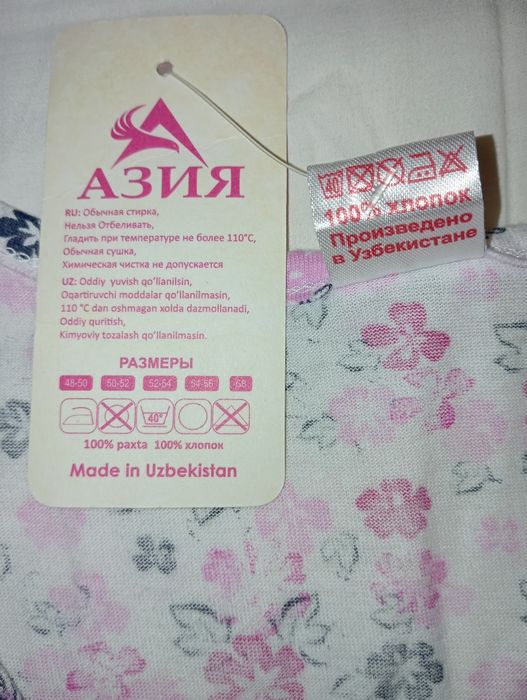 АЗИЯ
RU: Обычная стирка,
Нельзя Отбеливать,
Гладить при температуре не более 110°C,
Обычная сушка,
Химическая чистка не допускается
UZ: Oddiy yuvish qo'llanilsin,
Oqartiruvchi moddalar qo'llanilmasin,
110 °C dan oshmagan xolda dazmollanadi,
Oddiy quritish,
Kimyoviy tozalash qo'llanilmasin.
РАЗМЕРЫ
48-50 50-52 52-54 54-56 -58
40°
100% paxta 100% хлопок
Made in Uzbekistan
40
100% хлопок
Произведено
в Узбекистане